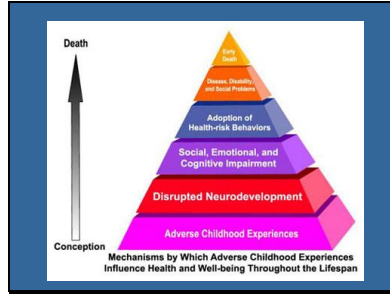 Death
Early
Death
Disease, Disability,
and Social Problems
Adoption of
Health-risk Behaviors
Social, Emotional, and
Cognitive Impairment
Disrupted Neurodevelopment
Adverse Childhood Experiences
Conception
Mechanisms by Which Adverse Childhood Experiences
Influence Health and Well-being Throughout the Lifespan